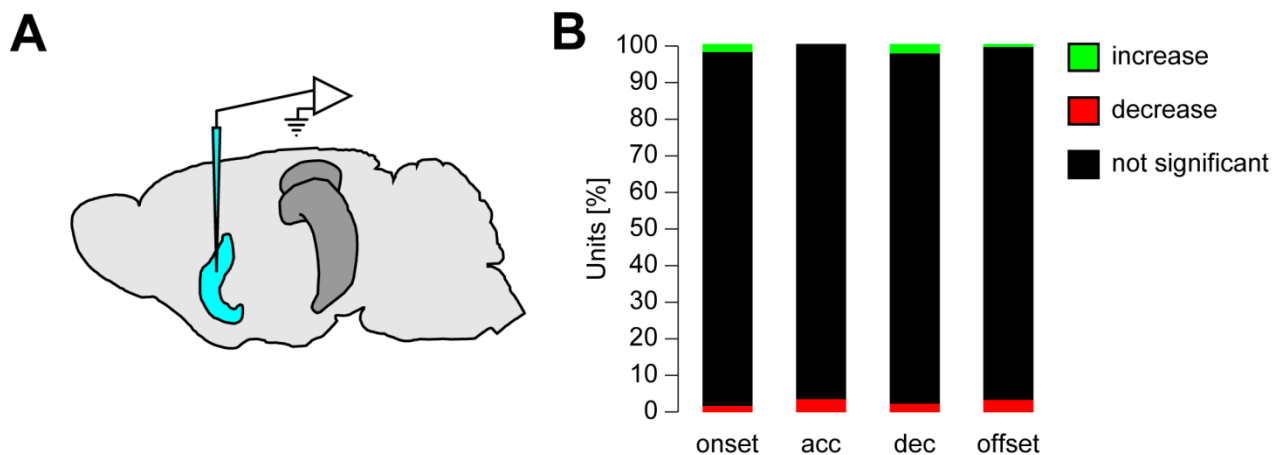 A
B
100
90
80
70
60
50
40
30
20
10
0
Units [%]
onset acc dec offset
increase
decrease
not significant